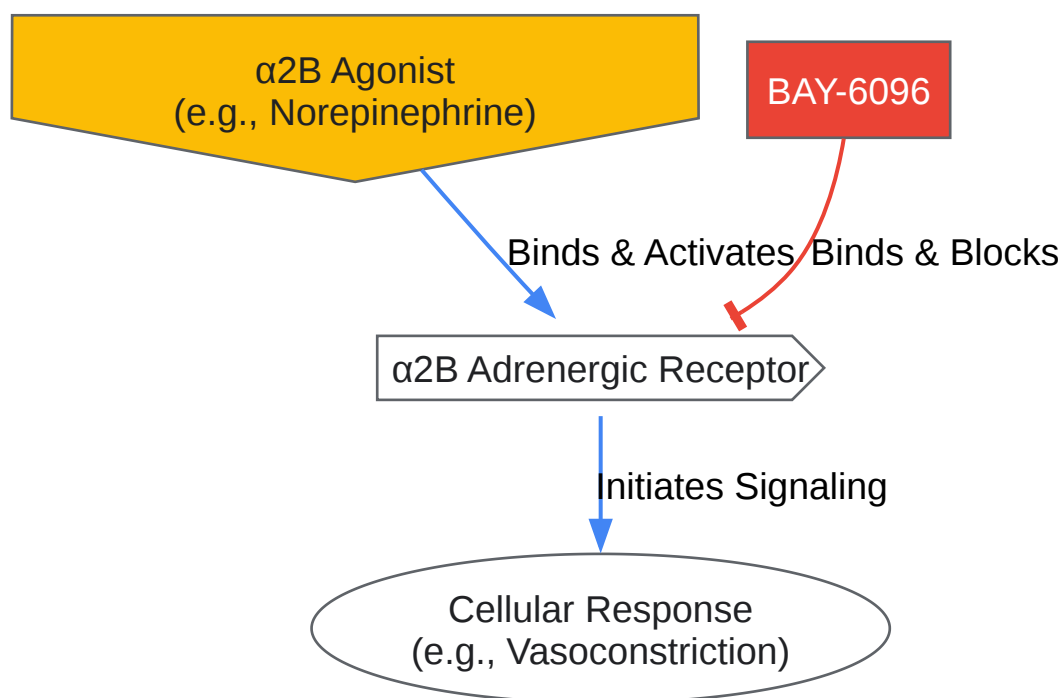 α2B Agonist
(e.g., Norepinephrine)
BAY-6096
Binds & Activates
Binds & Blocks
α2B Adrenergic Receptor
Initiates Signaling
Cellular Response
(e.g., Vasoconstriction)